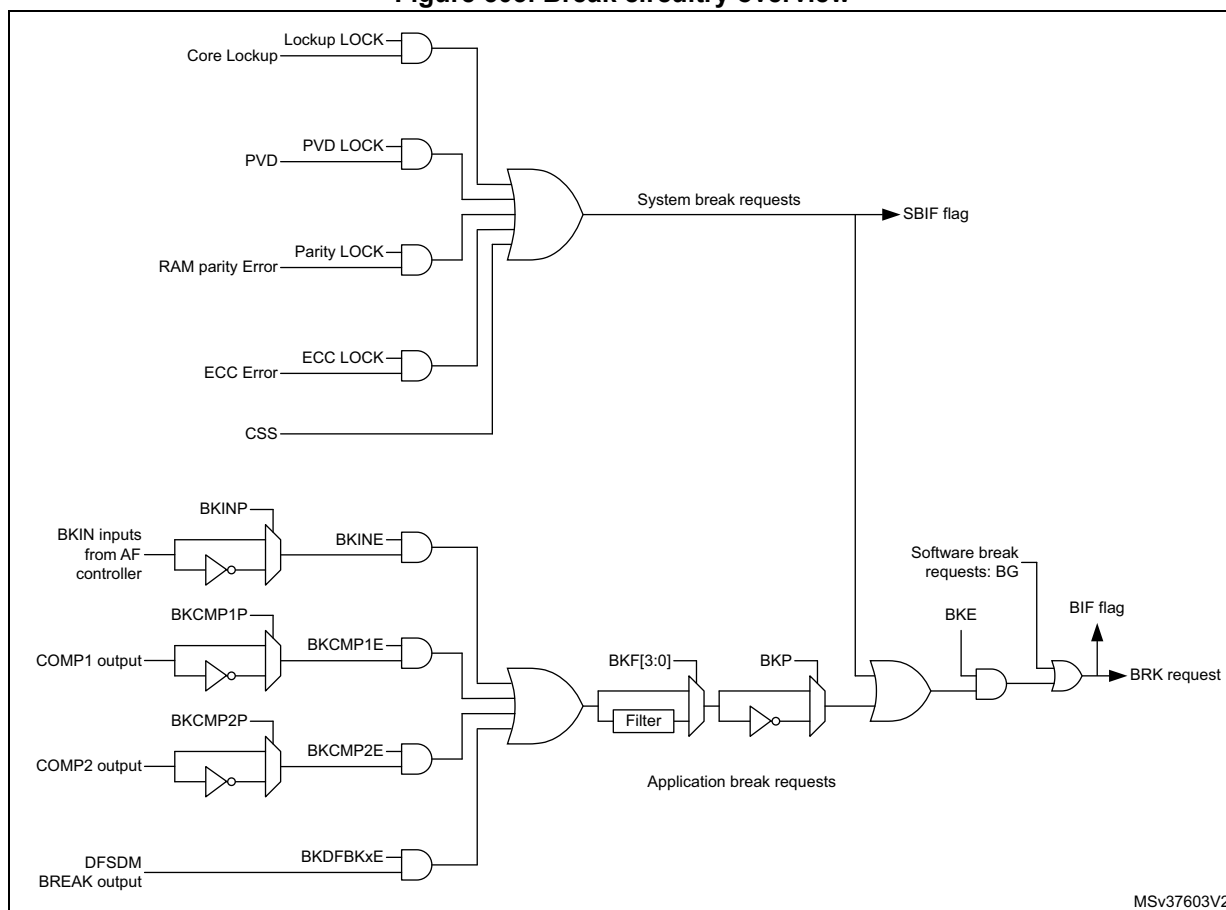 Break circuitry overview
Lockup LOCK
Core Lockup
PVD LOCK
PVD
System break requests
SBIF flag
Parity LOCK
RAM parity Error
ECC LOCK
ECC Error
CSS
BKINP
BKIN inputs
from AF
controller
BKINE
Software break
requests: BG
BIF flag
BKCMP1P
BKCMP1E
BKE
COMP1 output
BKF[3:0]
BKP
BRK request
Filter
BKCMP2P
BKCMP2E
COMP2 output
Application break requests
BKDFBKxE
DFSDM
BREAK output
MSv37603V2